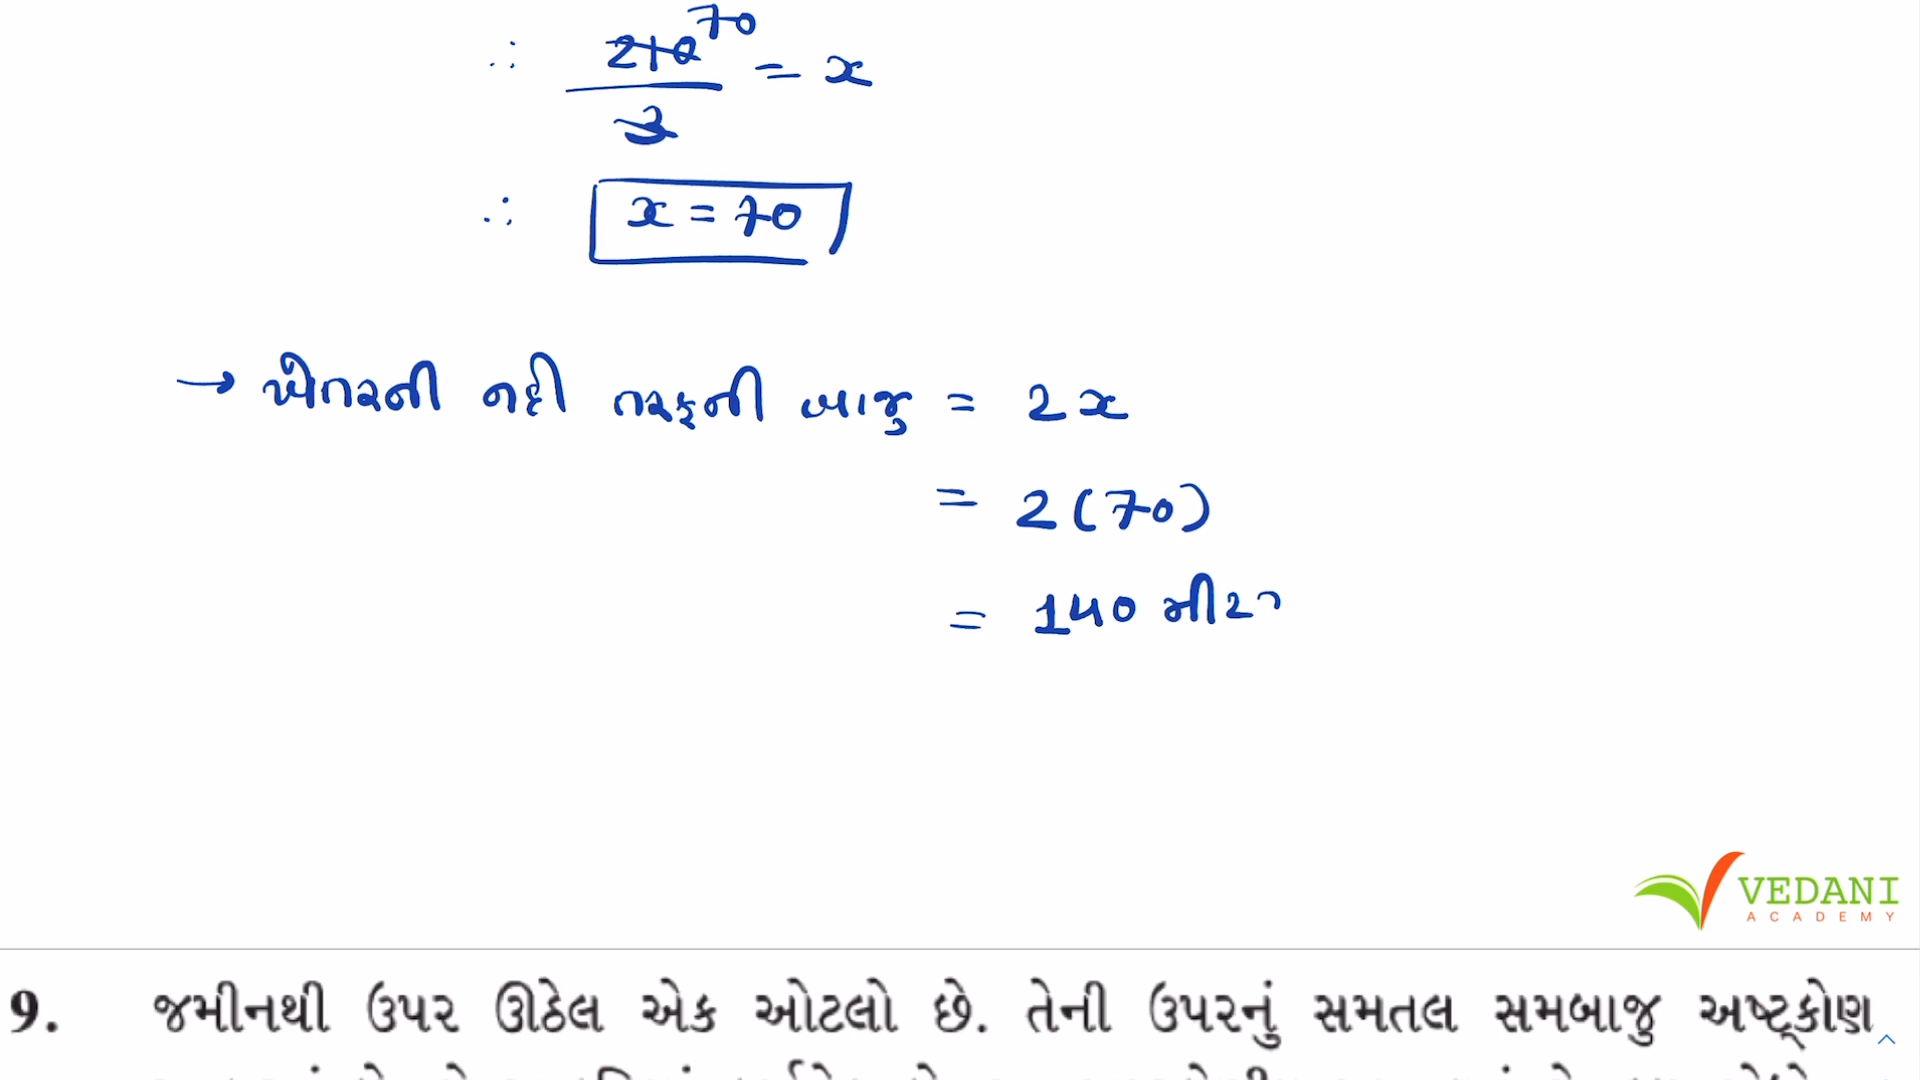 ∴ 210/3 = x 70
∴ x = 70
→ ખેતરની નદી તરફની બાજુ = 2x
= 2(70)
= 140 મીટર
VEDANI
ACADEMY
9. જમીનથી ઉપર ઊઠેલ એક ઓટલો છે. તેની ઉપરનું સમતલ સમબાજુ અષ્ટ્કોણ